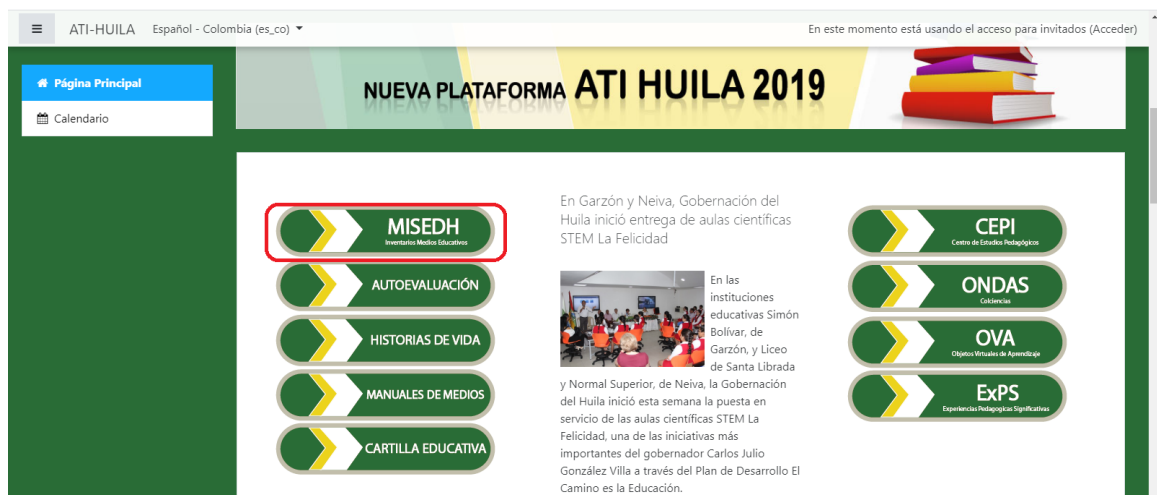 ATI-HUILA
Español - Colombia (es_co)
En este momento está usando el acceso para invitados (Acceder)
Página Principal
Calendario
NUEVA PLATAFORMA ATI HUILA 2019
MISEDH
Inventarios Medios Educativos
AUTOEVALUACIÓN
HISTORIAS DE VIDA
MANUALES DE MEDIOS
CARTILLA EDUCATIVA
En Garzón y Neiva, Gobernación del
Huila inició entrega de aulas científicas
STEM La Felicidad
En las
instituciones
educativas Simón
Bolívar, de
Garzón, y Liceo
de Santa Librada
y Normal Superior, de Neiva, la Gobernación
del Huila inició esta semana la puesta en
servicio de las aulas científicas STEM La
Felicidad, una de las iniciativas más
importantes del gobernador Carlos Julio
González Villa a través del Plan de Desarrollo El
Camino es la Educación.
CEPI
Centro de Estudios Pedagógicos
ONDAS
Colciencias
OVA
Objetos Virtuales de Aprendizaje
ExPS
Experiencias Pedagogicas Significativas